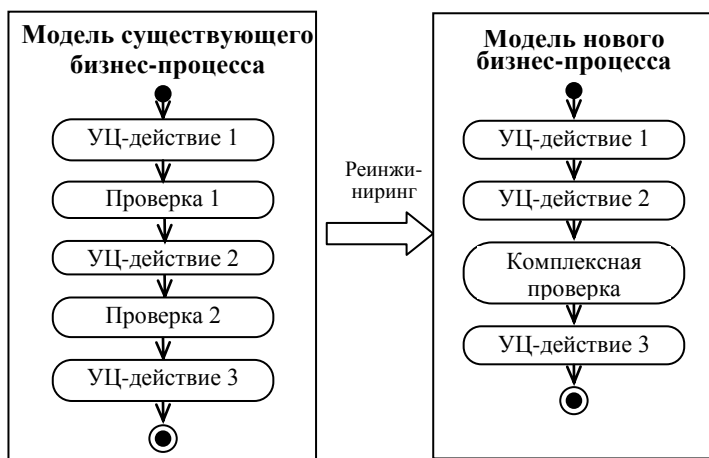 Модель существующего
бизнес-процесса
УЦ-действие 1
Проверка 1
УЦ-действие 2
Проверка 2
УЦ-действие 3
Реинжи-
ниринг
Модель нового
бизнес-процесса
УЦ-действие 1
УЦ-действие 2
Комплексная
проверка
УЦ-действие 3